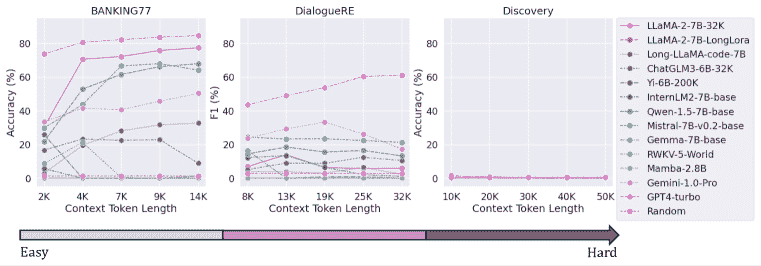 BANKING77
DialogueRE
Discovery
Accuracy (%)
80
60
40
20
0
2K 4K 7K 9K 14K
Context Token Length
F1 (%)
80
60
40
20
0
8K 13K 19K 25K 32K
Context Token Length
Accuracy (%)
80
60
40
20
0
10K 20K 30K 40K 50K
Context Token Length
LLaMA-2-7B-32K
LLaMA-2-7B-LongLora
Long-LLaMA-code-7B
ChatGLM3-6B-32K
Yi-6B-200K
InternLM2-7B-base
Qwen-1.5-7B-base
Mistral-7B-v0.2-base
Gemma-7B-base
RWKV-5-World
Mamba-2.8B
Gemini-1.0-Pro
GPT4-turbo
Random
Easy
Hard